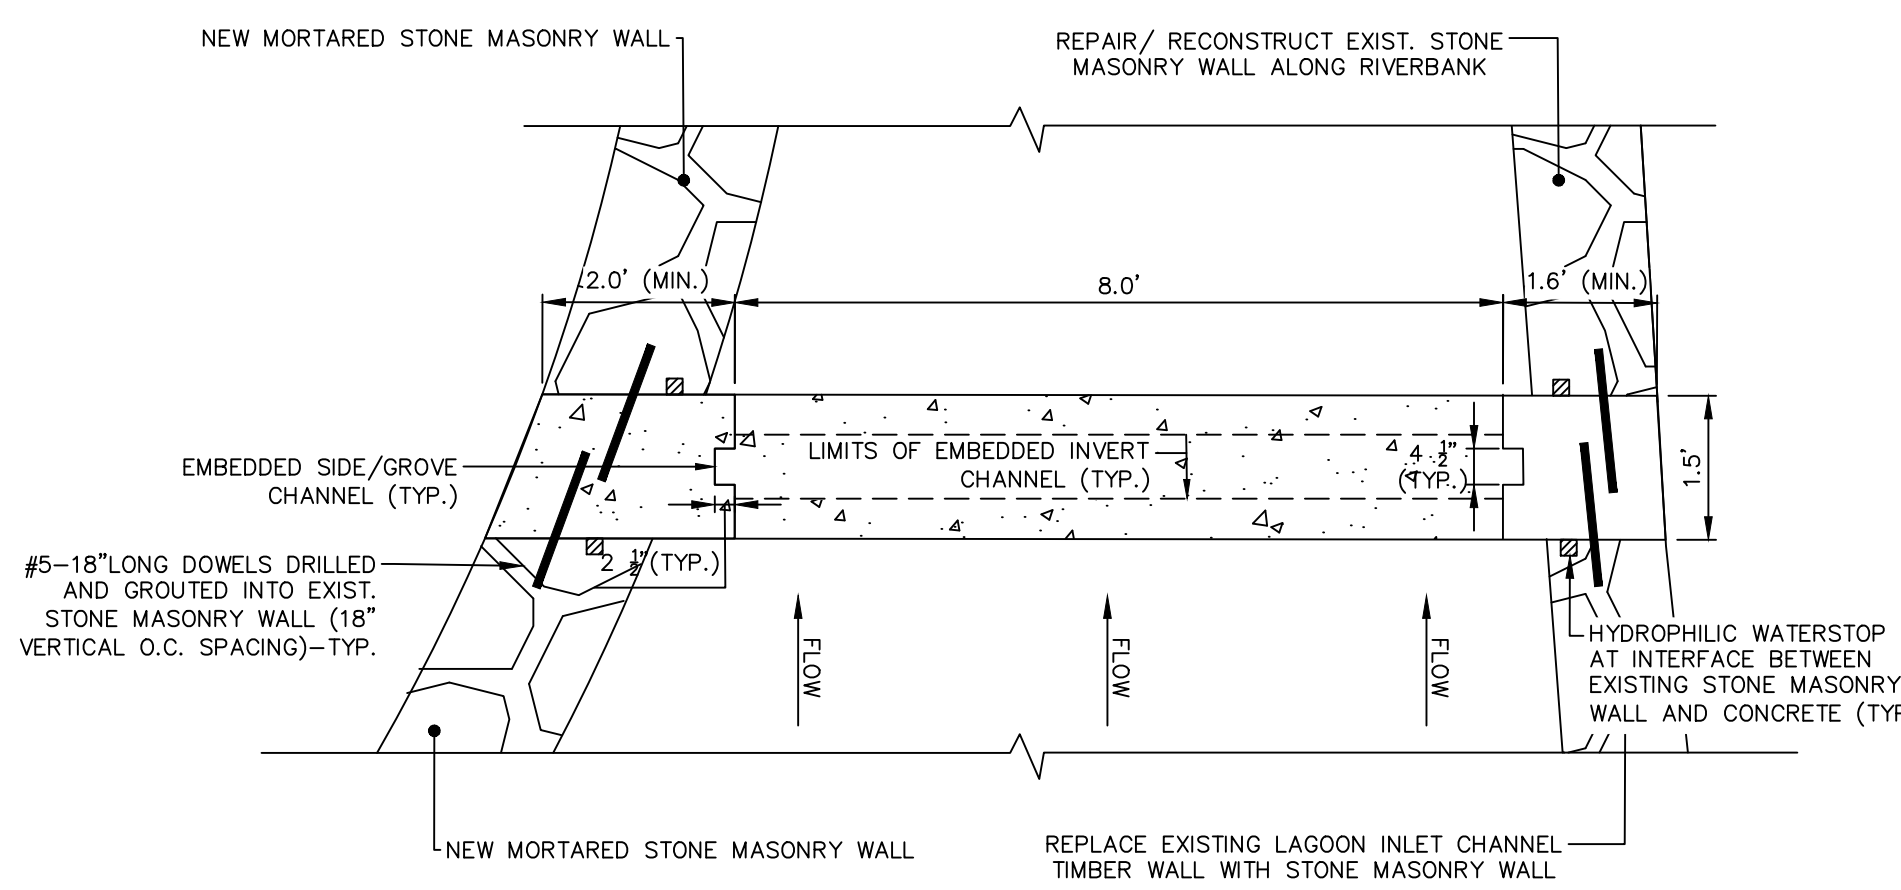 NEW MORTARED STONE MASONRY WALL
REPAIR/ RECONSTRUCT EXIST. STONE
MASONRY WALL ALONG RIVERBANK
2.0' (MIN.)
8.0'
1.6' (MIN.)
EMBEDDED SIDE/GROVE
CHANNEL (TYP.)
LIMITS OF EMBEDDED INVERT
CHANNEL (TYP.)
4 1/2"
(TYP.)
1.5'
#5-18"LONG DOWELS DRILLED
AND GROUTED INTO EXIST.
STONE MASONRY WALL (18"
VERTICAL O.C. SPACING)-TYP.
2 1/2"(TYP.)
FLOW
FLOW
FLOW
HYDROPHILIC WATERSTOP
AT INTERFACE BETWEEN
EXISTING STONE MASONRY
WALL AND CONCRETE (TYP
NEW MORTARED STONE MASONRY WALL
REPLACE EXISTING LAGOON INLET CHANNEL
TIMBER WALL WITH STONE MASONRY WALL